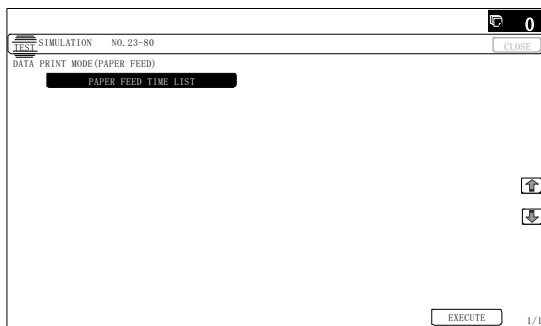 0
TEST SIMULATION NO.23-80
CLOSE
DATA PRINT MODE(PAPER FEED)
PAPER FEED TIME LIST
EXECUTE
1/1